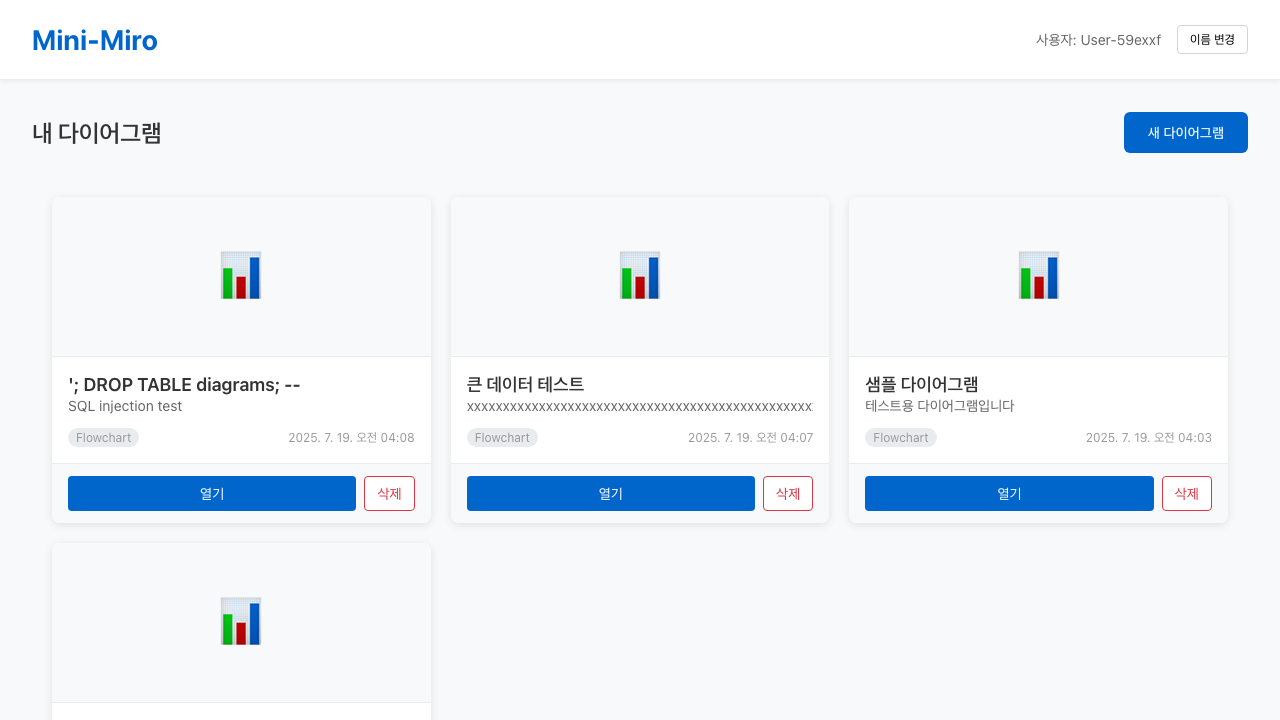 Mini-Miro
사용자: User-59exxf
이름 변경
내 다이어그램
새 다이어그램
'; DROP TABLE diagrams; --
SQL injection test
Flowchart
2025. 7. 19. 오전 04:08
열기
삭제
큰 데이터 테스트
xxxxxxxxxxxxxxxxxxxxxxxxxxxxxxxxxxxxxxxxxxxxxxxx
Flowchart
2025. 7. 19. 오전 04:07
열기
삭제
샘플 다이어그램
테스트용 다이어그램입니다
Flowchart
2025. 7. 19. 오전 04:03
열기
삭제